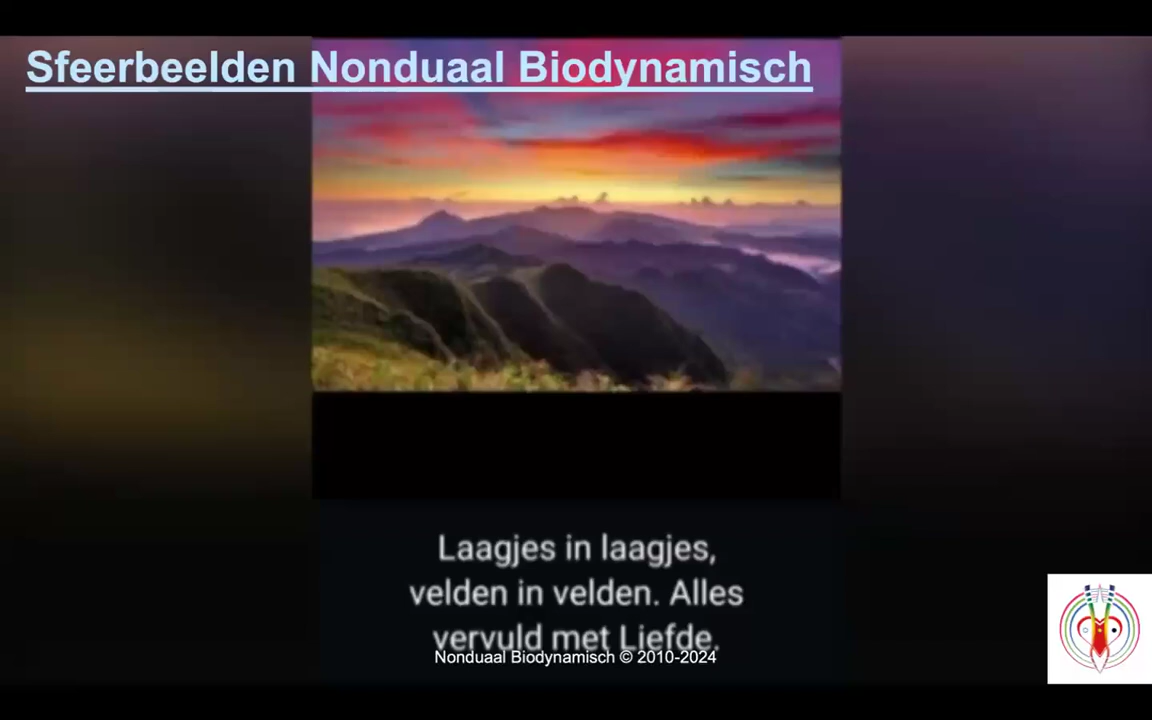 Sfeerbeelden Nonduaal Biodynamisch
Laagjes in laagjes,
velden in velden. Alles
vervuld met Liefde.
Nonduaal Biodynamisch © 2010-2024